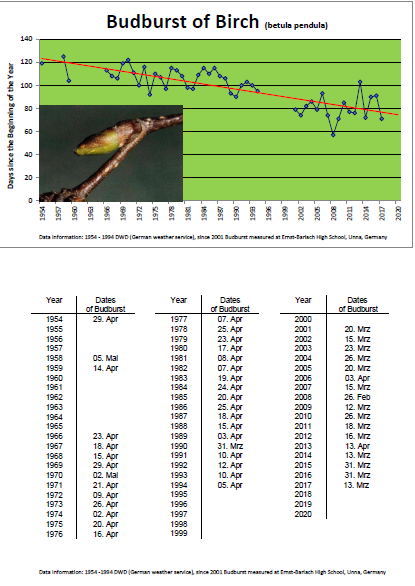 Budburst of Birch (betula pendula)
Days since the Beginning of the Year
140
120
100
80
60
40
20
0
1954 1957 1960 1963 1966 1969 1972 1975 1978 1981 1984 1987 1990 1993 1996 1999 2002 2005 2008 2011 2014 2017 2020
Data Information: 1954 - 1994 DWD (German weather service), since 2001 Budburst measured at Ernst-Barlach High School, Unna, Germany
Year Dates of Budburst
1954 29. Apr
1955
1956
1957
1958 05. Mai
1959 14. Apr
1960
1961
1962
1963
1964
1965
1966 23. Apr
1967 18. Apr
1968 15. Apr
1969 29. Apr
1970 02. Mai
1971 21. Apr
1972 09. Apr
1973 26. Apr
1974 02. Apr
1975 20. Apr
1976 16. Apr
Year Dates of Budburst
1977 07. Apr
1978 25. Apr
1979 23. Apr
1980 17. Apr
1981 08. Apr
1982 07. Apr
1983 19. Apr
1984 24. Apr
1985 20. Apr
1986 25. Apr
1987 18. Apr
1988 15. Apr
1989 03. Apr
1990 31. Mrz
1991 10. Apr
1992 12. Apr
1993 10. Apr
1994 05. Apr
1995
1996
1997
1998
1999
Year Dates of Budburst
2000
2001 20. Mrz
2002 15. Mrz
2003 23. Mrz
2004 26. Mrz
2005 20. Mrz
2006 03. Apr
2007 15. Mrz
2008 26. Feb
2009 12. Mrz
2010 26. Mrz
2011 18. Mrz
2012 16. Mrz
2013 13. Apr
2014 13. Mrz
2015 31. Mrz
2016 31. Mrz
2017 13. Mrz
2018
2019
2020
Data Information: 1954 -1994 DWD (German weather service), since 2001 Budburst measured at Ernst-Barlach High School, Unna, Germany